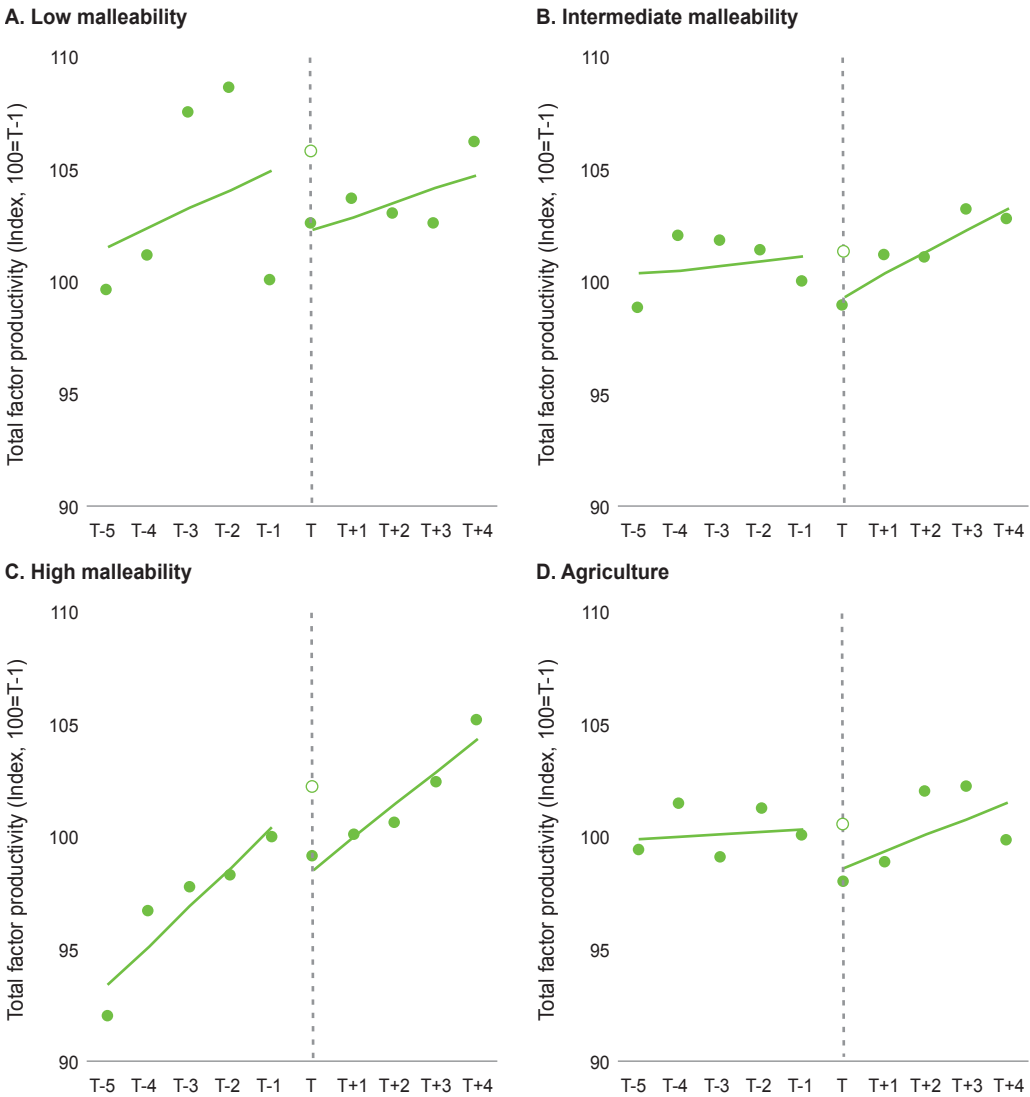 A. Low malleability
Total factor productivity (Index, 100=T-1)
110
105
100
95
90
T-5 T-4 T-3 T-2 T-1 T T+1 T+2 T+3 T+4
B. Intermediate malleability
Total factor productivity (Index, 100=T-1)
110
105
100
95
90
T-5 T-4 T-3 T-2 T-1 T T+1 T+2 T+3 T+4
C. High malleability
Total factor productivity (Index, 100=T-1)
110
105
100
95
90
T-5 T-4 T-3 T-2 T-1 T T+1 T+2 T+3 T+4
D. Agriculture
Total factor productivity (Index, 100=T-1)
110
105
100
95
90
T-5 T-4 T-3 T-2 T-1 T T+1 T+2 T+3 T+4